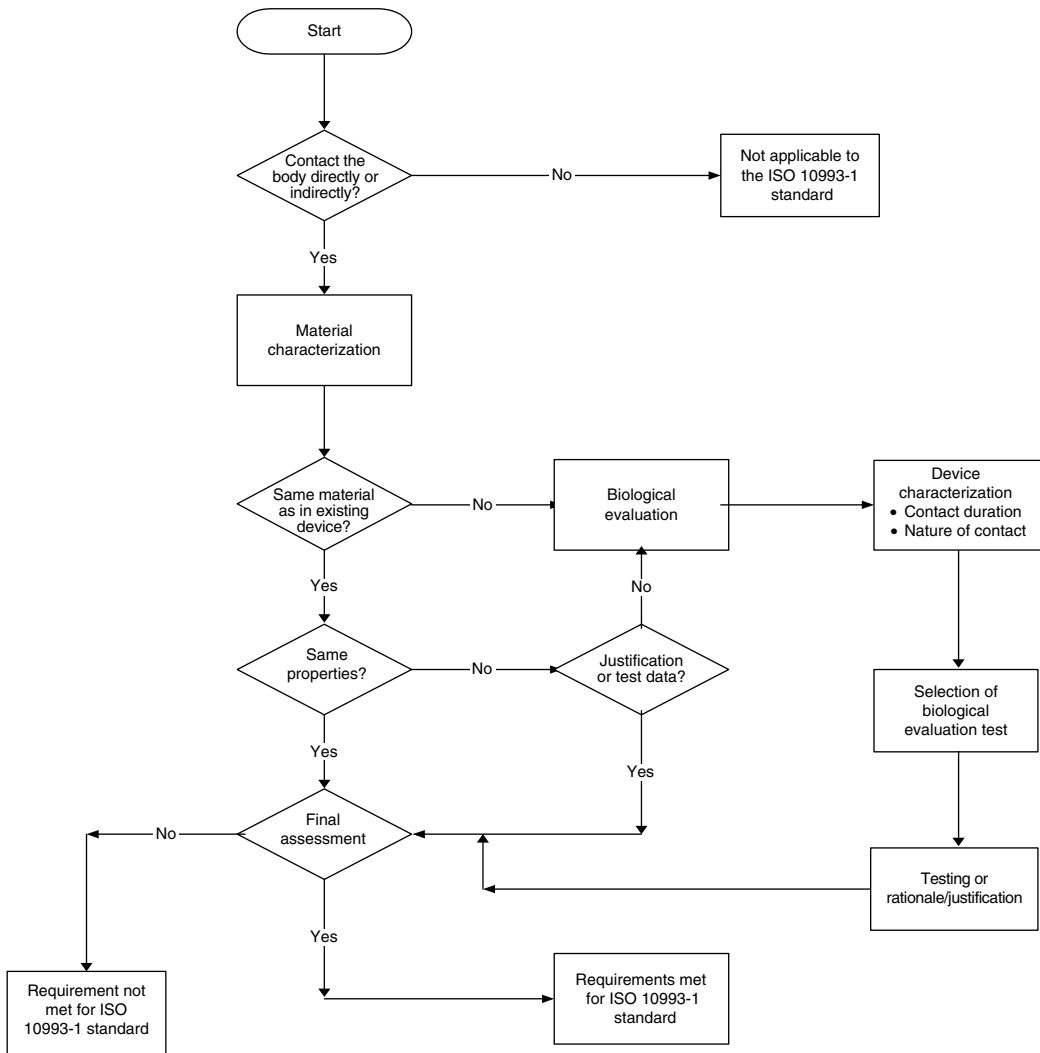 Start
Contact the
body directly or
indirectly?
No
Not applicable to
the ISO 10993-1
standard
Yes
Material
characterization
Same material
as in existing
device?
No
Biological
evaluation
Device
characterization
• Contact duration
• Nature of contact
Yes
No
Same
properties?
No
Justification
or test data?
Selection of
biological
evaluation test
Yes
Yes
Final
assessment
No
Testing or
rationale/justification
Yes
Requirement not
met for ISO
10993-1 standard
Requirements met
for ISO 10993-1
standard